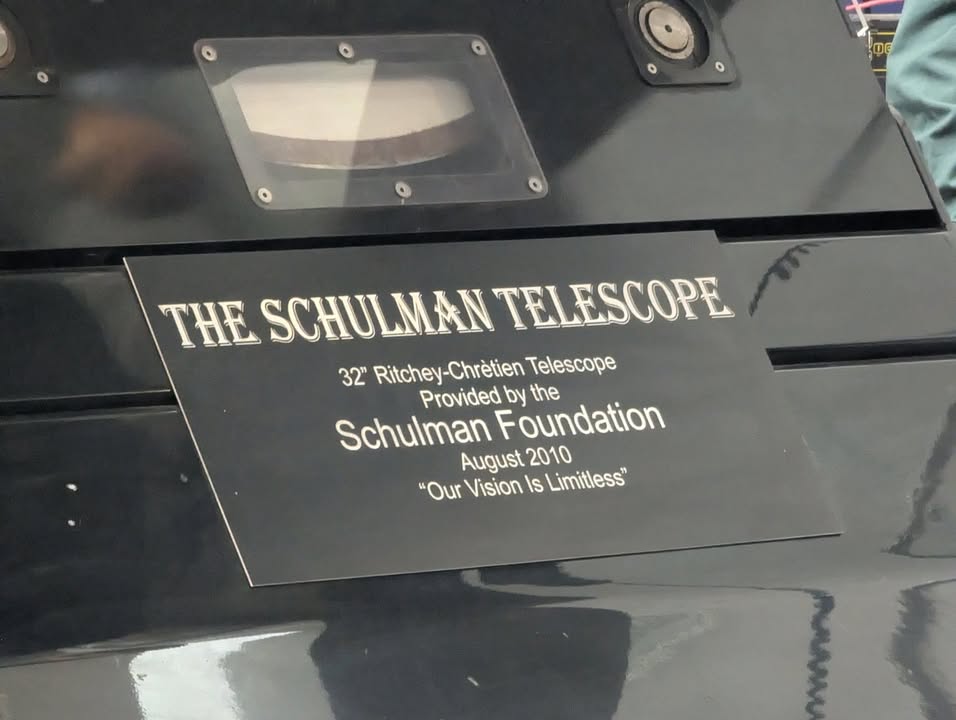 THE SCHULMAN TELESCOPE
32" Ritchey-Chrètien Telescope
Provided by the
Schulman Foundation
August 2010
“Our Vision Is Limitless”